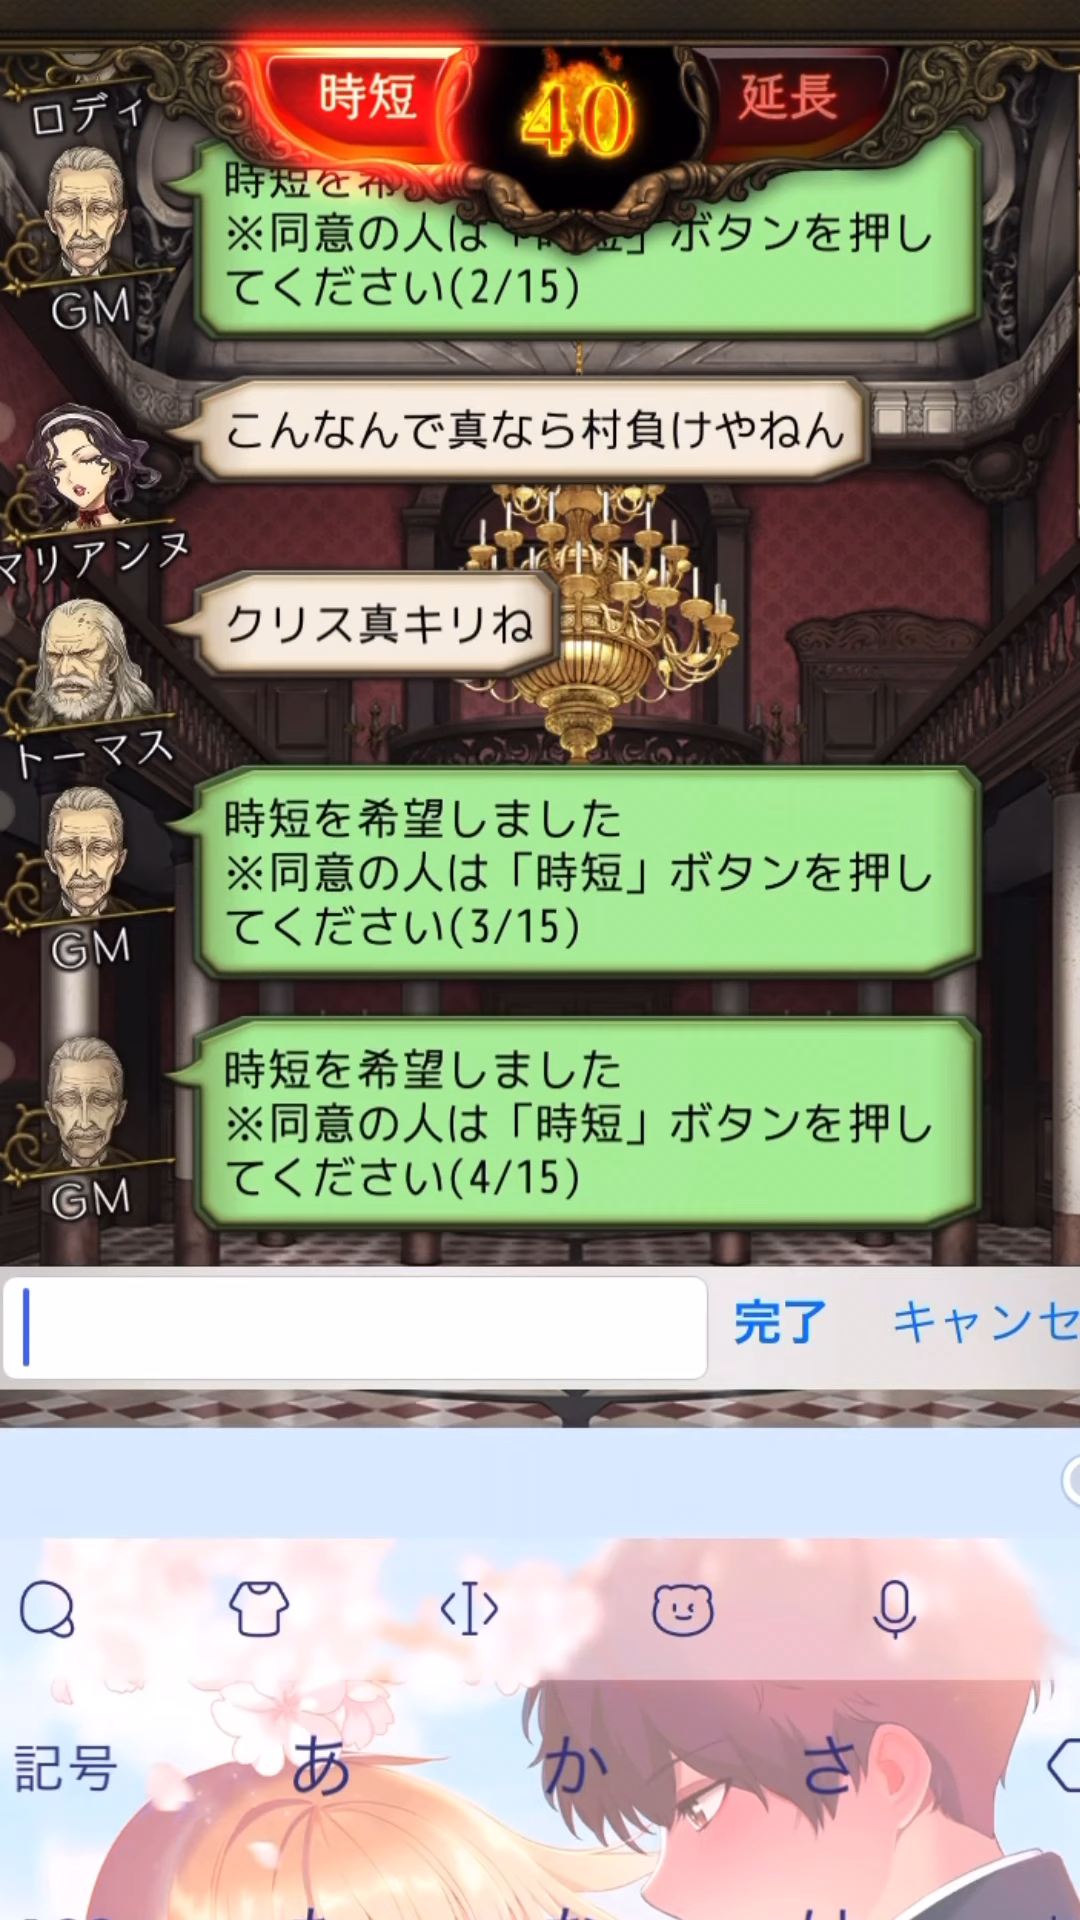 時短
40
延長
ロディ
時短を希
※同意の人は「時短」ボタンを押し
てください(2/15)
GM
こんなんで真なら村負けやねん
マリアンヌ
クリス真キリね
トーマス
時短を希望しました
※同意の人は「時短」ボタンを押し
てください(3/15)
GM
時短を希望しました
※同意の人は「時短」ボタンを押し
てください(4/15)
GM
完了
キャンセ
記号
あ
か
さ